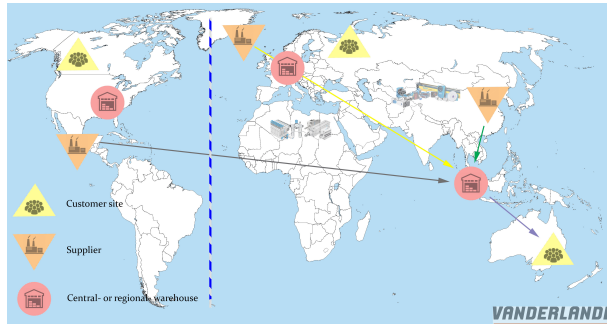 Customer site
Supplier
Central- or regional- warehouse
VANDERLANDE